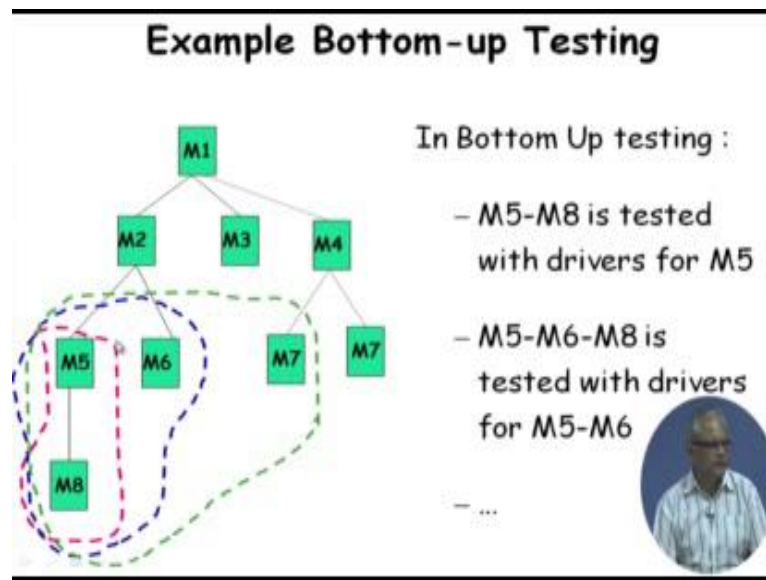 Example Bottom-up Testing
M1
In Bottom Up testing :
M2
M3
M4
– M5-M8 is tested
with drivers for M5
M5
M6
M7
M7
– M5-M6-M8 is
tested with drivers
for M5-M6
M8
– ...